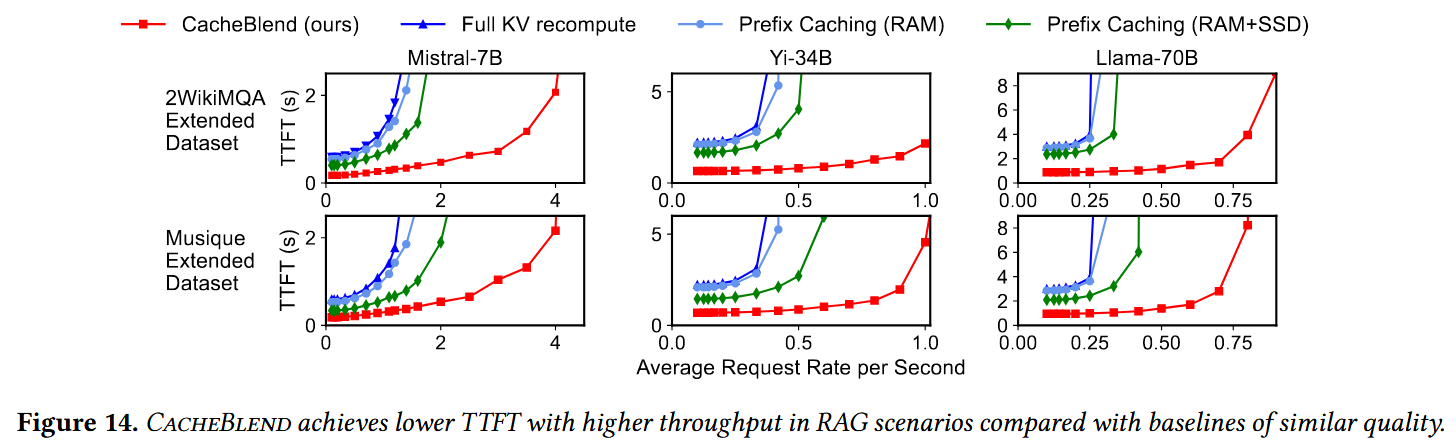 CacheBlend (ours) Full KV recompute Prefix Caching (RAM) Prefix Caching (RAM+SSD)
Mistral-7B Yi-34B Llama-70B
2WikiMQA
Extended
Dataset
TTFT (s)
2
0
0 2 4
5
0
0.0 0.5 1.0
8
6
4
2
0
0.00 0.25 0.50 0.75
Musique
Extended
Dataset
TTFT (s)
2
0
0 2 4
5
0
0.0 0.5 1.0
8
6
4
2
0
0.00 0.25 0.50 0.75
Average Request Rate per Second
Figure 14. CacheBlend achieves lower TTFT with higher throughput in RAG scenarios compared with baselines of similar quality.